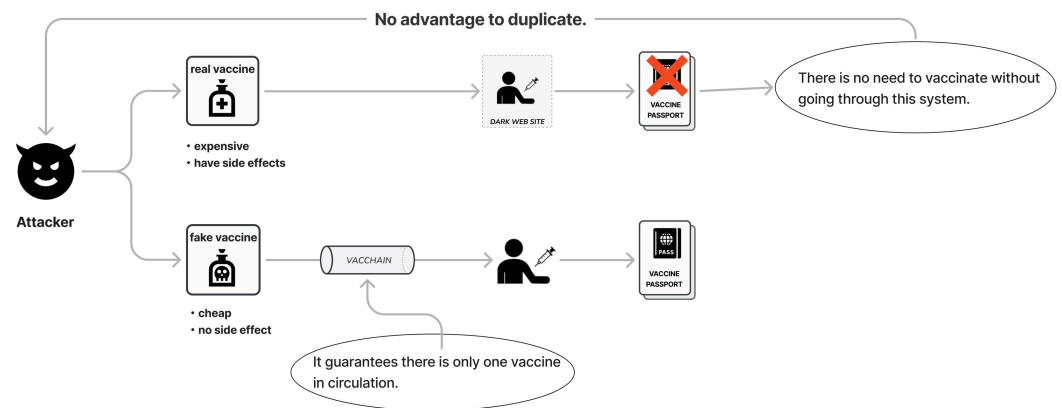 No advantage to duplicate.
real vaccine
• expensive
• have side effects
DARK WEB SITE
VACCINE
PASSPORT
There is no need to vaccinate without
going through this system.
Attacker
fake vaccine
• cheap
• no side effect
VACCHAIN
PASS
VACCINE
PASSPORT
It guarantees there is only one vaccine
in circulation.